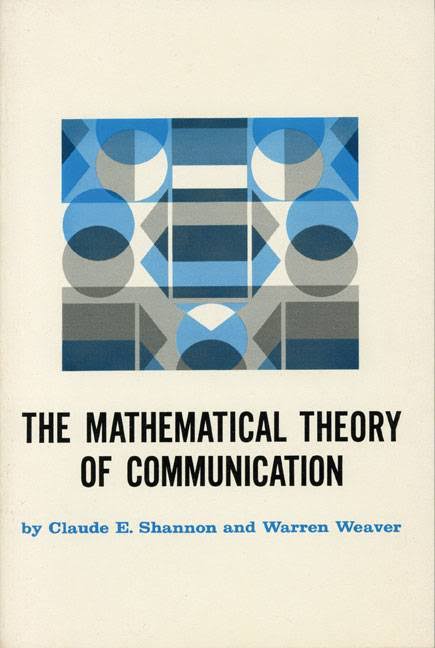 THE MATHEMATICAL THEORY
OF COMMUNICATION
by Claude E. Shannon and Warren Weaver